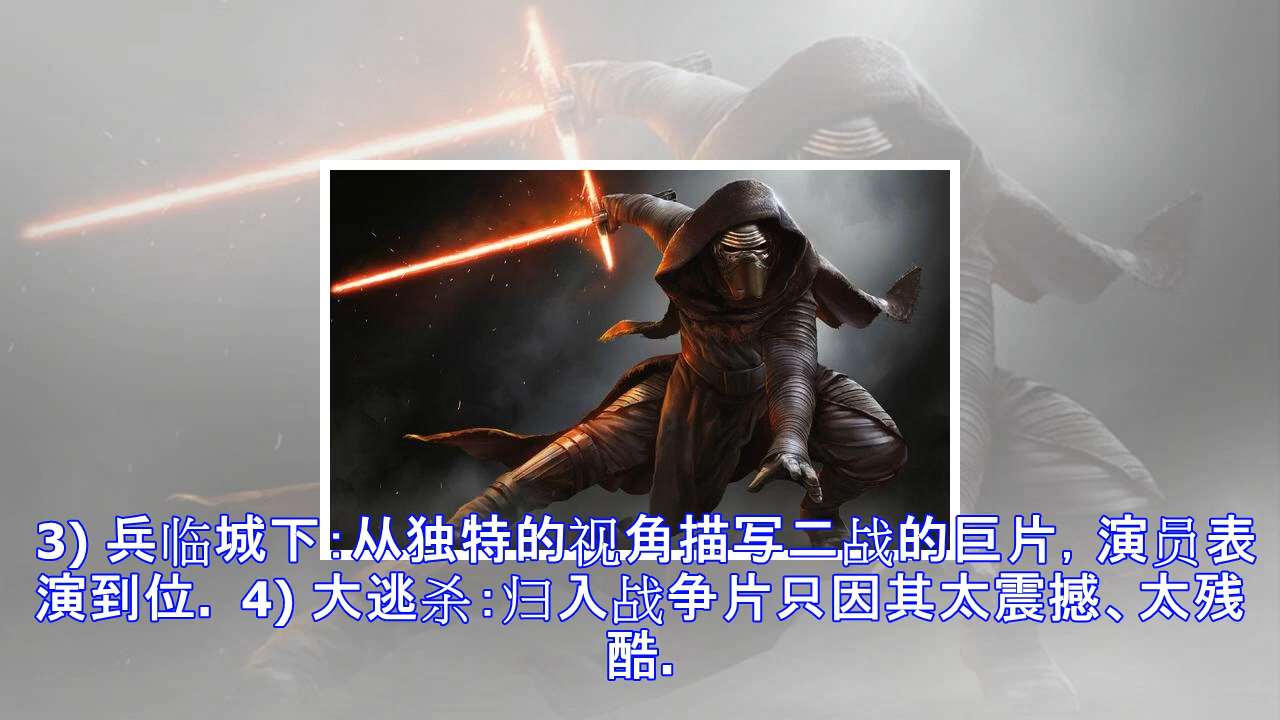 3) 兵临城下:从独特的视角描写二战的巨片, 演员表
演到位. 4) 大逃杀:归入战争片只因其太震撼、太残
酷.